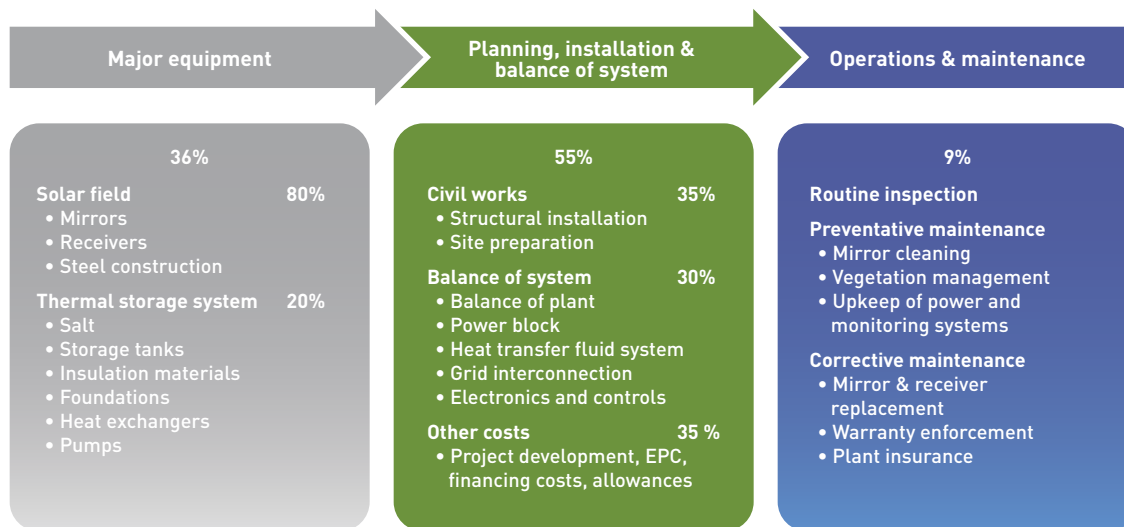 Major equipment
Planning, installation &
balance of system
Operations & maintenance
36%
Solar field 80%
• Mirrors
• Receivers
• Steel construction
Thermal storage system 20%
• Salt
• Storage tanks
• Insulation materials
• Foundations
• Heat exchangers
• Pumps
55%
Civil works 35%
• Structural installation
• Site preparation
Balance of system 30%
• Balance of plant
• Power block
• Heat transfer fluid system
• Grid interconnection
• Electronics and controls
Other costs 35 %
• Project development, EPC,
financing costs, allowances
9%
Routine inspection
Preventative maintenance
• Mirror cleaning
• Vegetation management
• Upkeep of power and
monitoring systems
Corrective maintenance
• Mirror & receiver
replacement
• Warranty enforcement
• Plant insurance